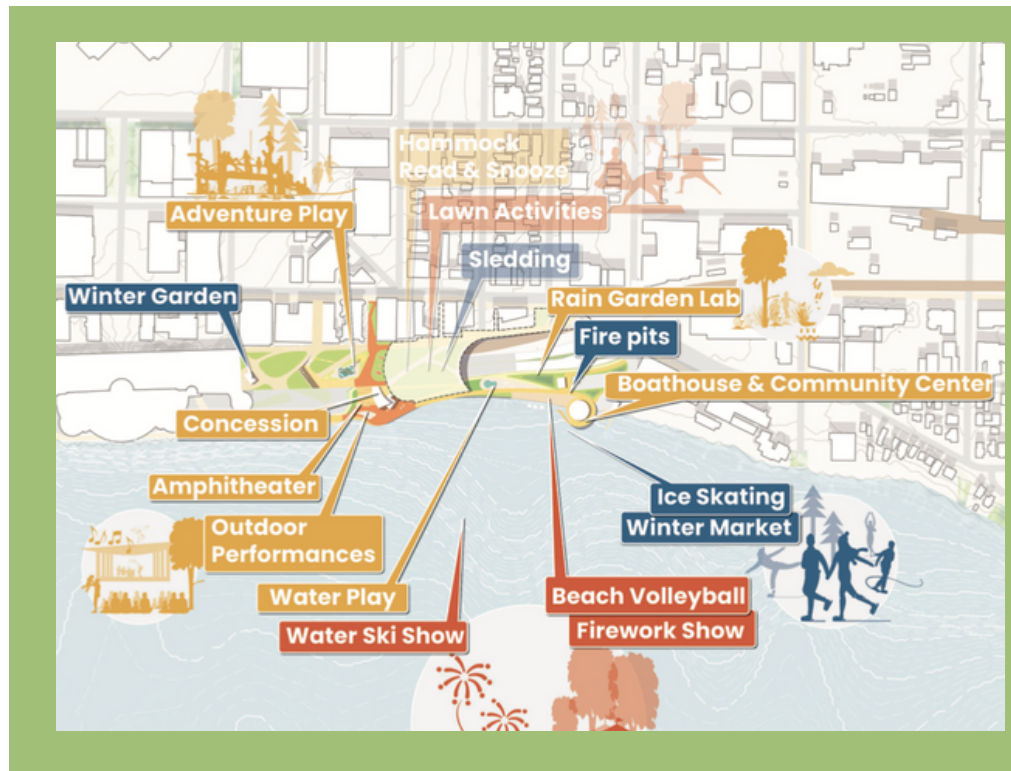 Hammock
Read & Snooze
Adventure Play
Lawn Activities
Sledding
Winter Garden
Rain Garden Lab
Fire pits
Boathouse & Community Center
Concession
Amphitheater
Ice Skating
Winter Market
Outdoor
Performances
Water Play
Beach Volleyball
Water Ski Show
Firework Show